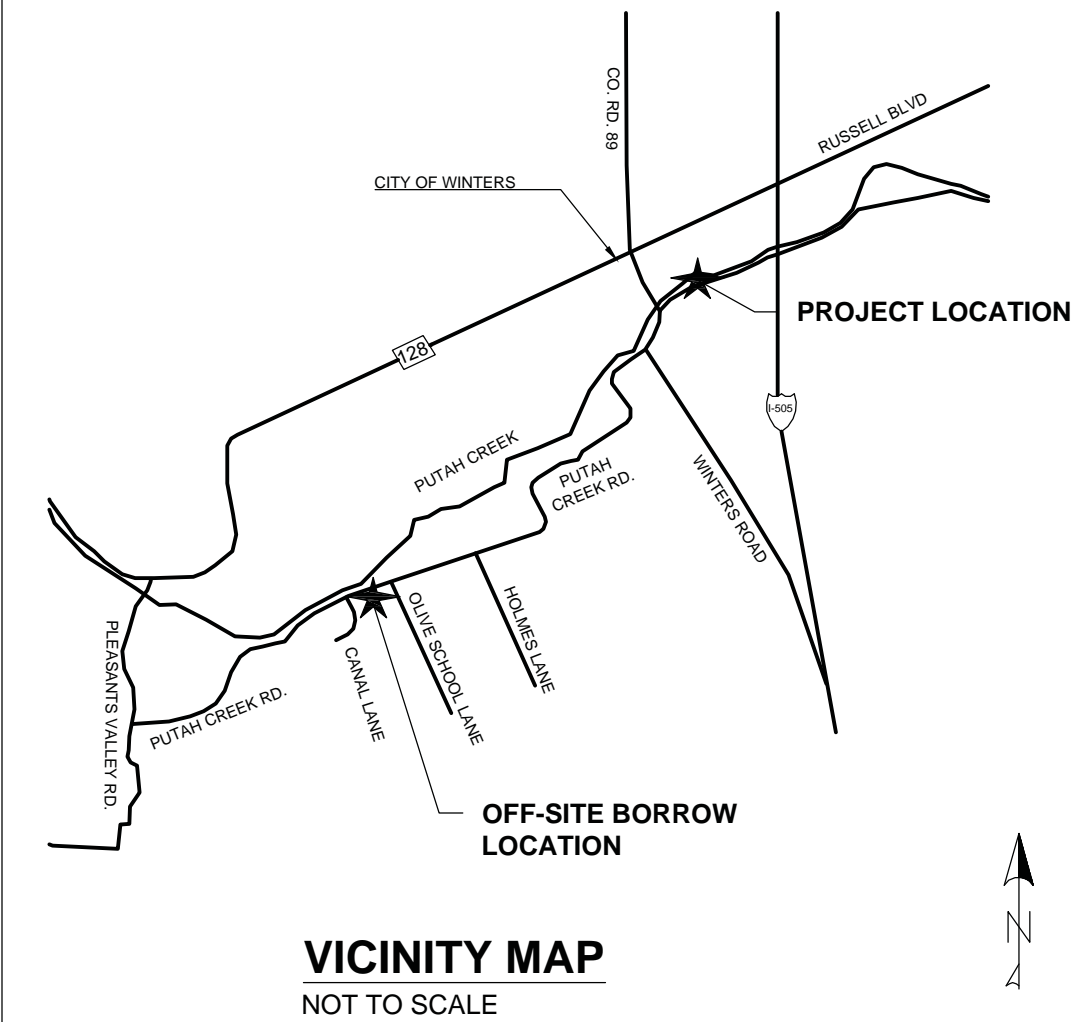 CO. RD. 89
RUSSELL BLVD
CITY OF WINTERS
PROJECT LOCATION
128
I-505
PUTAH CREEK
PUTAH
CREEK RD.
WINTERS ROAD
HOLMES LANE
OLIVE SCHOOL LANE
CANAL LANE
PLEASANTS VALLEY RD.
PUTAH CREEK RD.
OFF-SITE BORROW
LOCATION
N
VICINITY MAP
NOT TO SCALE